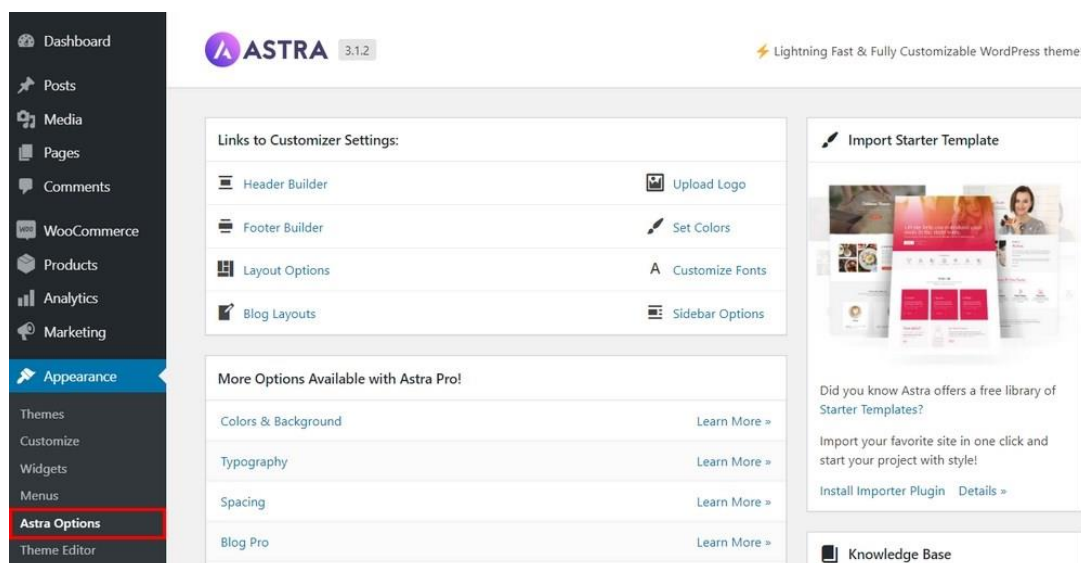 Dashboard
Posts
Media
Pages
Comments
WooCommerce
Products
Analytics
Marketing
Appearance
Themes
Customize
Widgets
Menus
Astra Options
Theme Editor
ASTRA 3.1.2
Lightning Fast & Fully Customizable WordPress theme
Links to Customizer Settings:
Header Builder
Upload Logo
Footer Builder
Set Colors
Layout Options
A Customize Fonts
Blog Layouts
Sidebar Options
More Options Available with Astra Pro!
Colors & Background Learn More »
Typography Learn More »
Spacing Learn More »
Blog Pro Learn More »
Import Starter Template
Did you know Astra offers a free library of
Starter Templates?
Import your favorite site in one click and
start your project with style!
Install Importer Plugin Details »
Knowledge Base